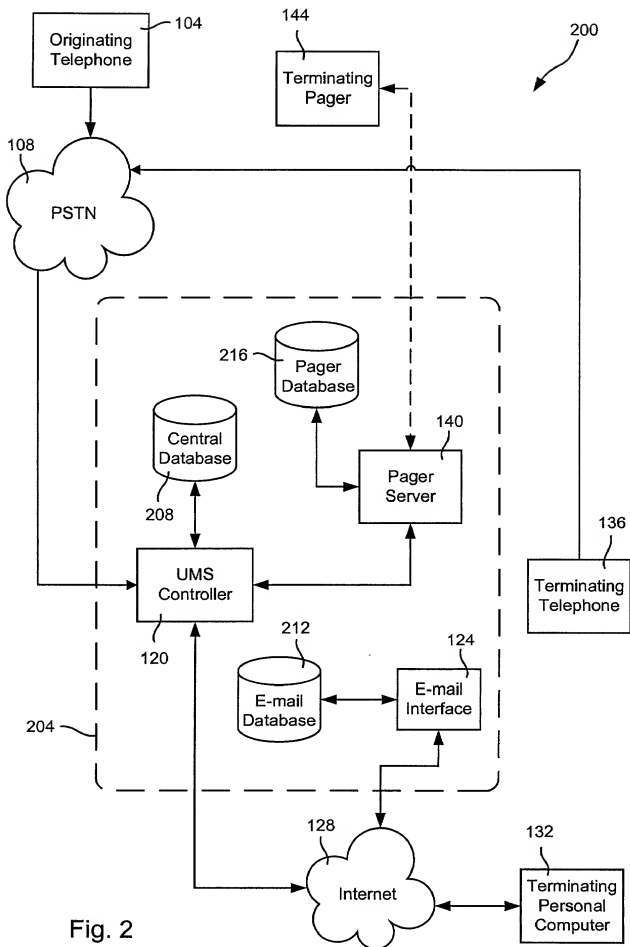 104
Originating
Telephone
144
Terminating
Pager
200
108
PSTN
216
Pager
Database
Central
Database
208
140
Pager
Server
136
Terminating
Telephone
UMS
Controller
120
212
E-mail
Database
124
E-mail
Interface
204
128
Internet
132
Terminating
Personal
Computer
Fig. 2